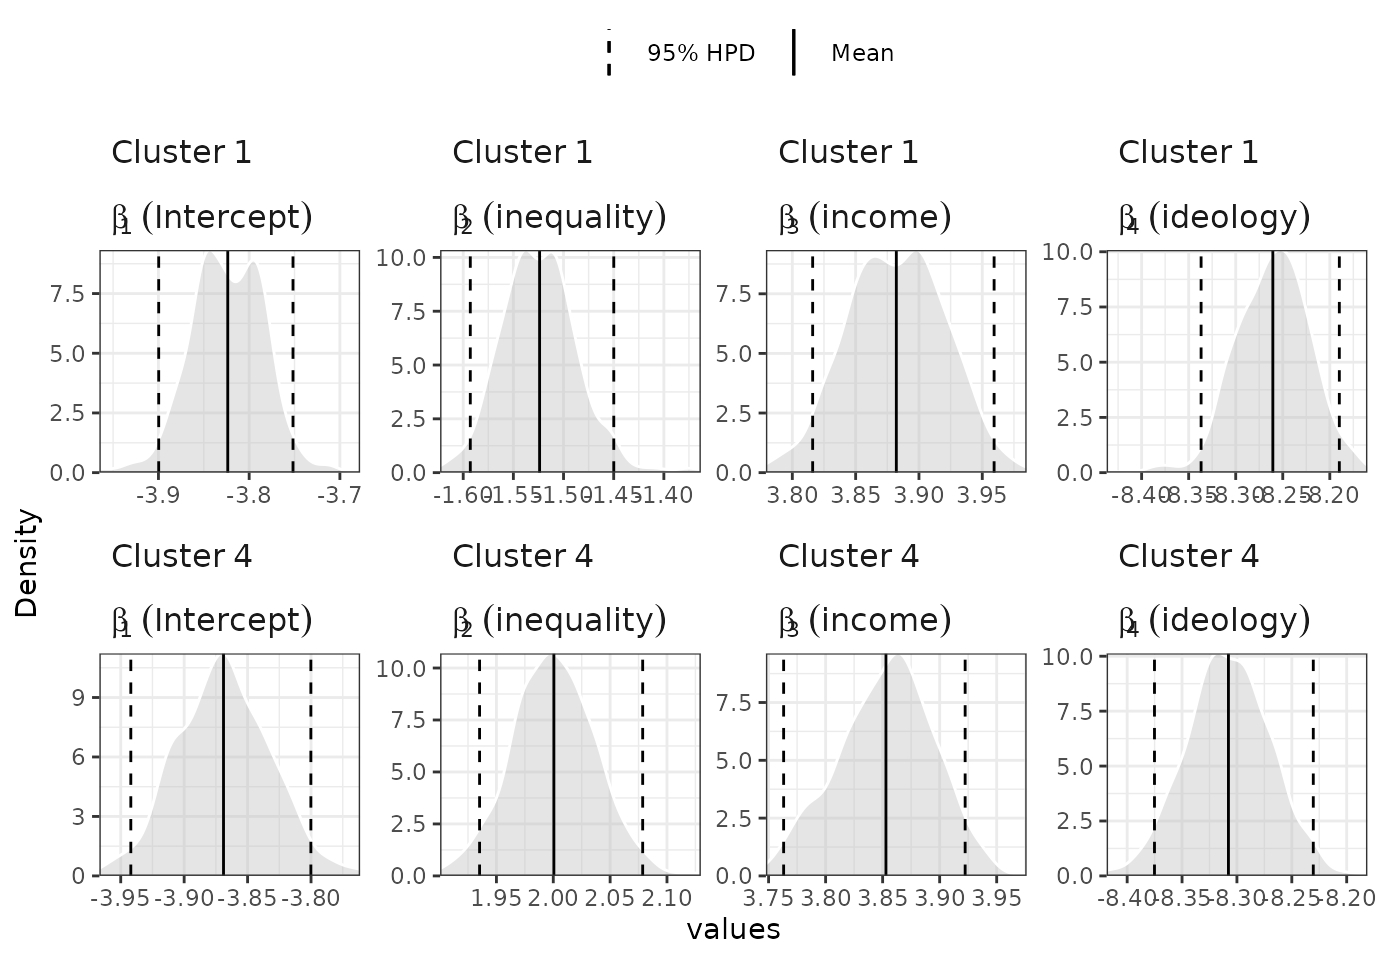 95% HPD Mean
Cluster 1 Cluster 1 Cluster 1 Cluster 1
β1 (Intercept) β2 (inequality) β3 (income) β4 (ideology)
7.5
5.0
2.5
0.0
-3.9 -3.8 -3.7
10.0
7.5
5.0
2.5
0.0
-1.60 -1.55 -1.50 -1.45 -1.40
7.5
5.0
2.5
0.0
3.80 3.85 3.90 3.95
10.0
7.5
5.0
2.5
0.0
-8.40 -8.35 -8.30 -8.25 -8.20
Density
Cluster 4 Cluster 4 Cluster 4 Cluster 4
β1 (Intercept) β2 (inequality) β3 (income) β4 (ideology)
9
6
3
0
-3.95 -3.90 -3.85 -3.80
10.0
7.5
5.0
2.5
0.0
1.95 2.00 2.05 2.10
7.5
5.0
2.5
0.0
3.75 3.80 3.85 3.90 3.95
10.0
7.5
5.0
2.5
0.0
-8.40 -8.35 -8.30 -8.25 -8.20
values